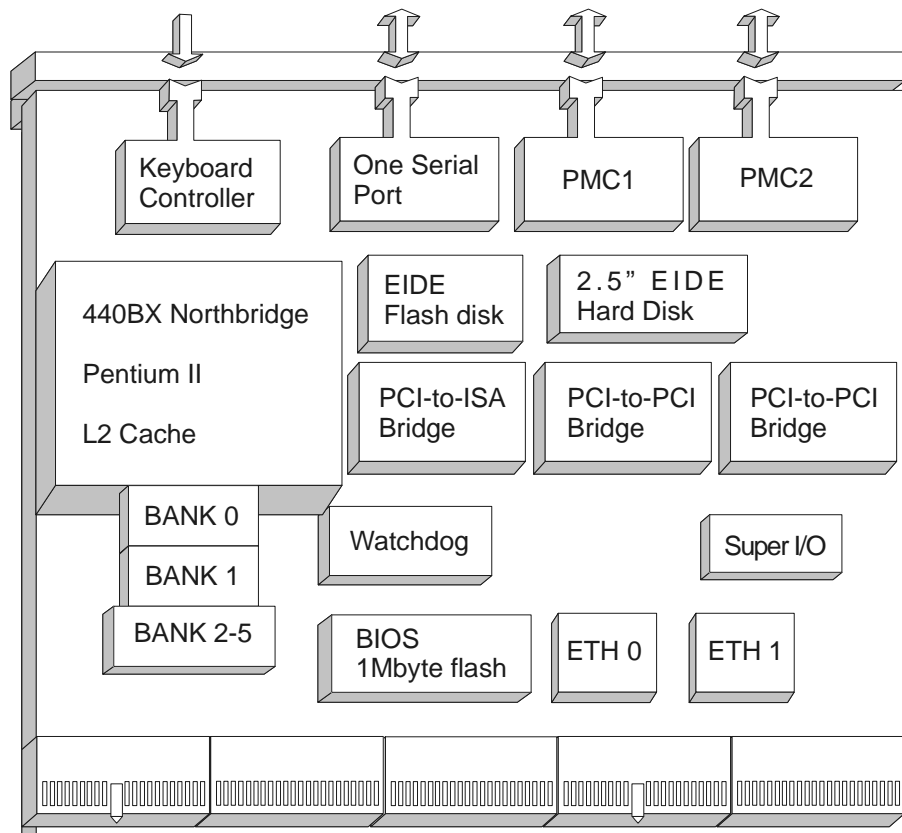 Keyboard
Controller
One Serial
Port
PMC1
PMC2
EIDE
Flash disk
2.5” EIDE
Hard Disk
440BX Northbridge
Pentium II
L2 Cache
PCI-to-ISA
Bridge
PCI-to-PCI
Bridge
PCI-to-PCI
Bridge
BANK 0
BANK 1
BANK 2-5
Watchdog
Super I/O
BIOS
1Mbyte flash
ETH 0
ETH 1